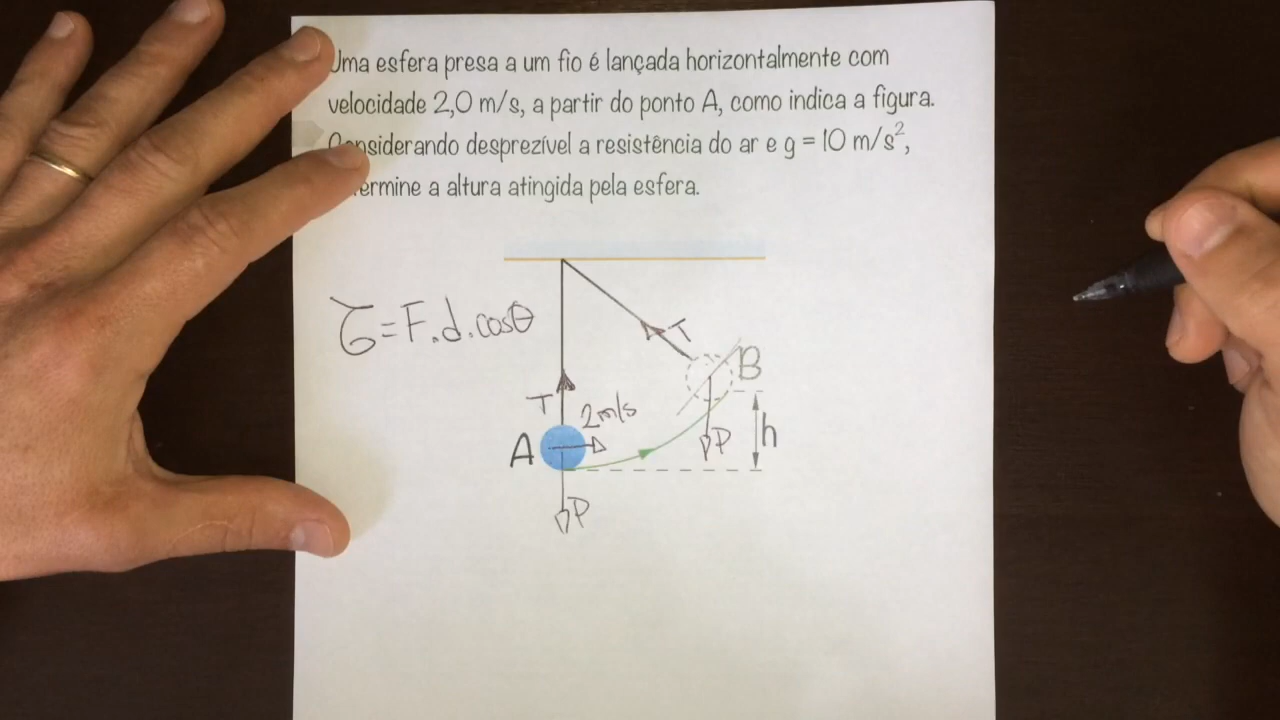 Uma esfera presa a um fio é lançada horizontalmente com
velocidade 2,0 m/s, a partir do ponto A, como indica a figura.
desprezível a resistência do ar e g = 10 m/s²,
a altura atingida pela esfera.
τ=F.d.cosθ
T
B
T
2m/s
A
P
h
P